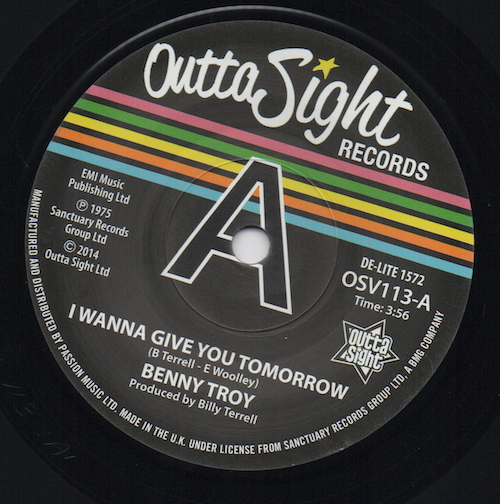 Outta Sight
RECORDS
EMI Music
Publishing Ltd
℗ 1975
Sanctuary Records
Group Ltd
© 2014
Outta Sight Ltd
A
DE-LITE 1572
OSV113-A
Time: 3:56
outta
sight
I WANNA GIVE YOU TOMORROW
(B Terrell - E Woolley)
BENNY TROY
Produced by Billy Terrell
MANUFACTURED AND DISTRIBUTED BY PASSION MUSIC LTD. MADE IN THE U.K. UNDER LICENSE FROM SANCTUARY RECORDS GROUP LTD, A BMG COMPANY